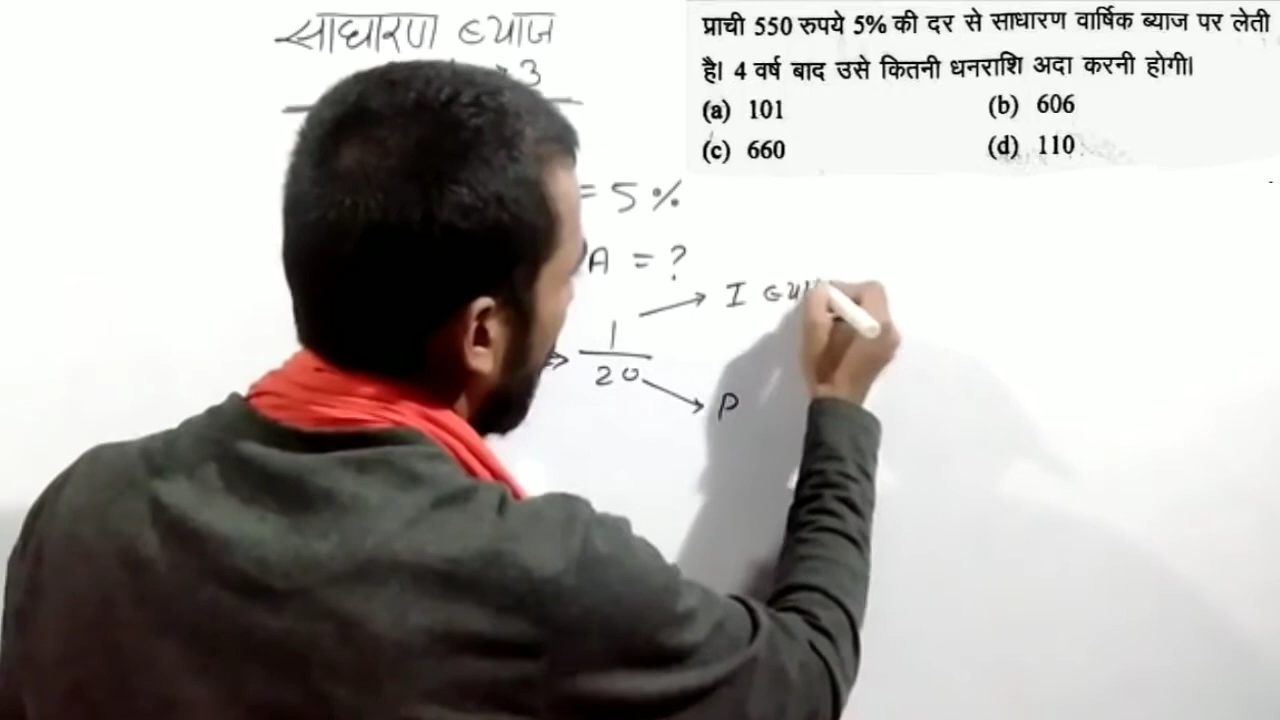 साधारण ब्याज
3
प्राची 550 रुपये 5% की दर से साधारण वार्षिक ब्याज पर लेती
है। 4 वर्ष बाद उसे कितनी धनराशि अदा करनी होगी।
(a) 101 (b) 606
(c) 660 (d) 110
= 5 %
A = ?
1 → I
⇒ 20 → P